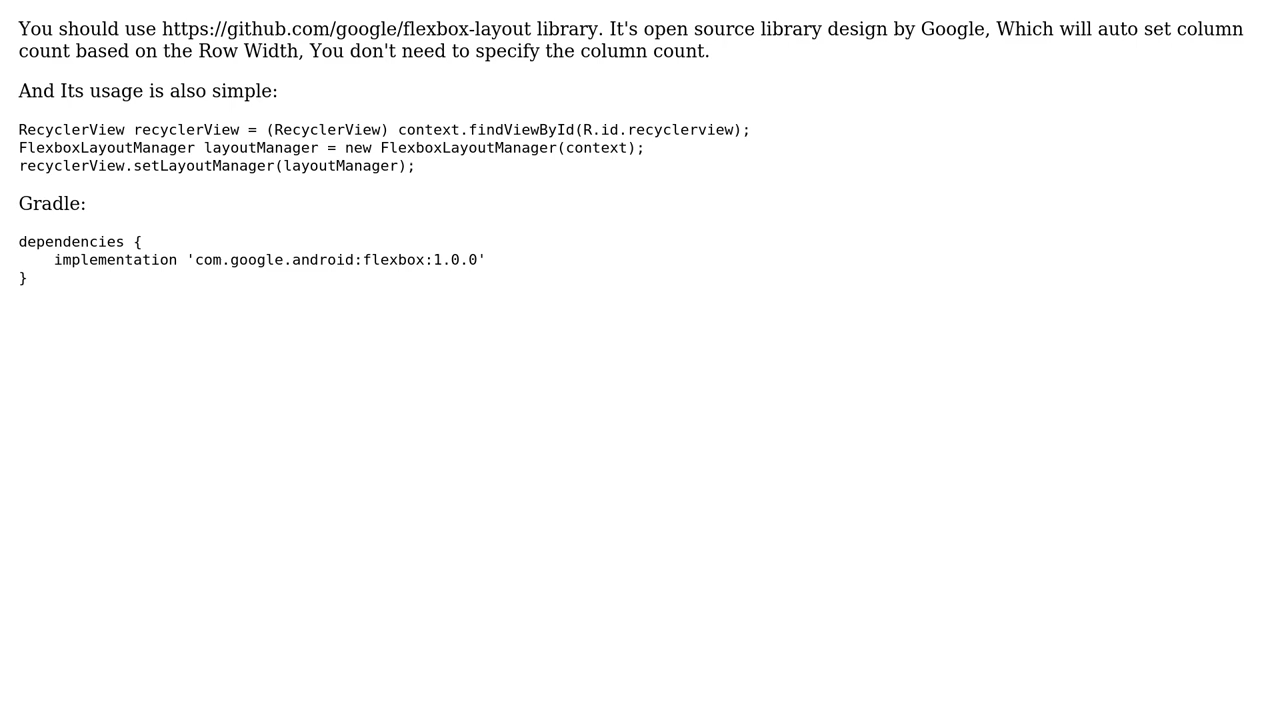 You should use https://github.com/google/flexbox-layout library. It's open source library design by Google, Which will auto set column
count based on the Row Width, You don't need to specify the column count.
And Its usage is also simple:
RecyclerView recyclerView = (RecyclerView) context.findViewById(R.id.recyclerview);
FlexboxLayoutManager layoutManager = new FlexboxLayoutManager(context);
recyclerView.setLayoutManager(layoutManager);
Gradle:
dependencies {
    implementation 'com.google.android:flexbox:1.0.0'
}